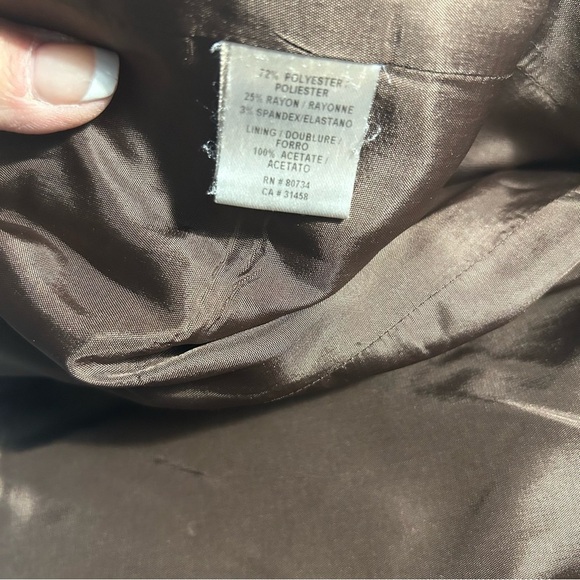 72% POLYESTER /
POLIESTER
25% RAYON / RAYONNE
3% SPANDEX/ELASTANO
LINING / DOUBLURE /
FORRO
100% ACETATE /
ACETATO
RN # 80734
CA # 31458